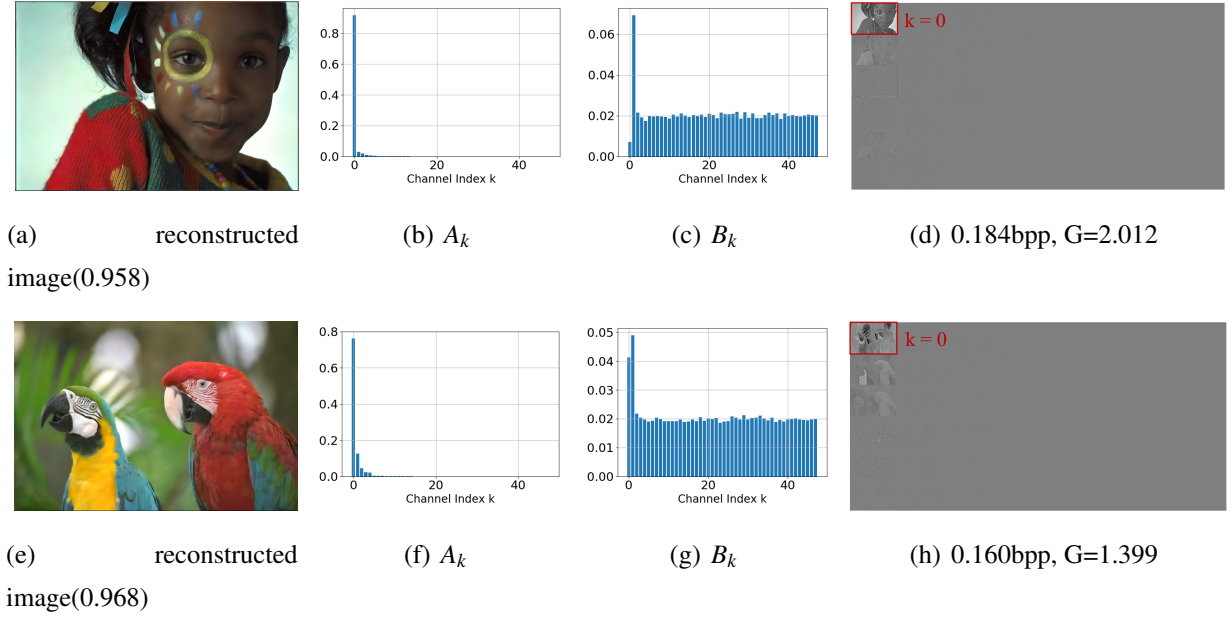 0.8
0.6
0.4
0.2
0.0
0
20
40
Channel Index k
0.06
0.04
0.02
0.00
0
20
40
Channel Index k
k = 0
(a) reconstructed
image(0.958)
(b) Ak
(c) Bk
(d) 0.184bpp, G=2.012
0.8
0.6
0.4
0.2
0.0
0
20
40
Channel Index k
0.05
0.04
0.03
0.02
0.01
0.00
0
20
40
Channel Index k
k = 0
(e) reconstructed
image(0.968)
(f) Ak
(g) Bk
(h) 0.160bpp, G=1.399